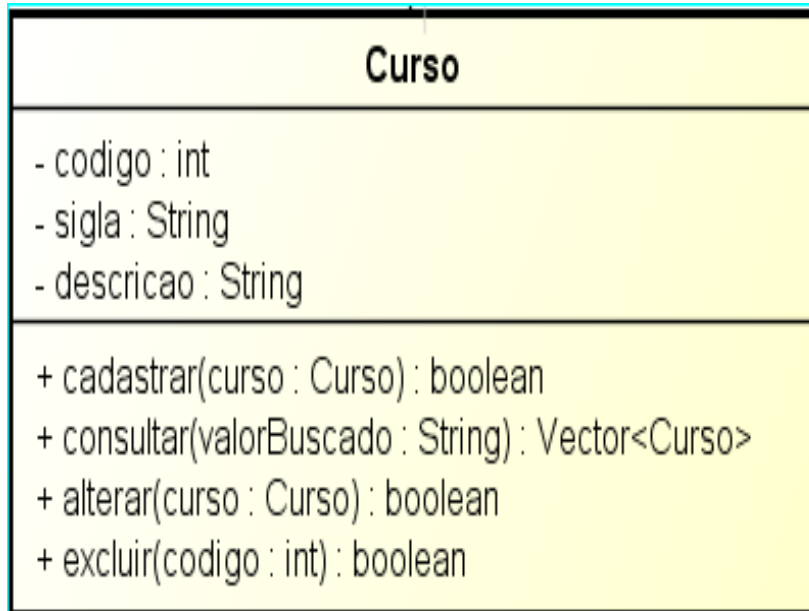 Curso
- codigo : int
- sigla : String
- descricao : String
+ cadastrar(curso : Curso) : boolean
+ consultar(valorBuscado : String) : Vector<Curso>
+ alterar(curso : Curso) : boolean
+ excluir(codigo : int) : boolean